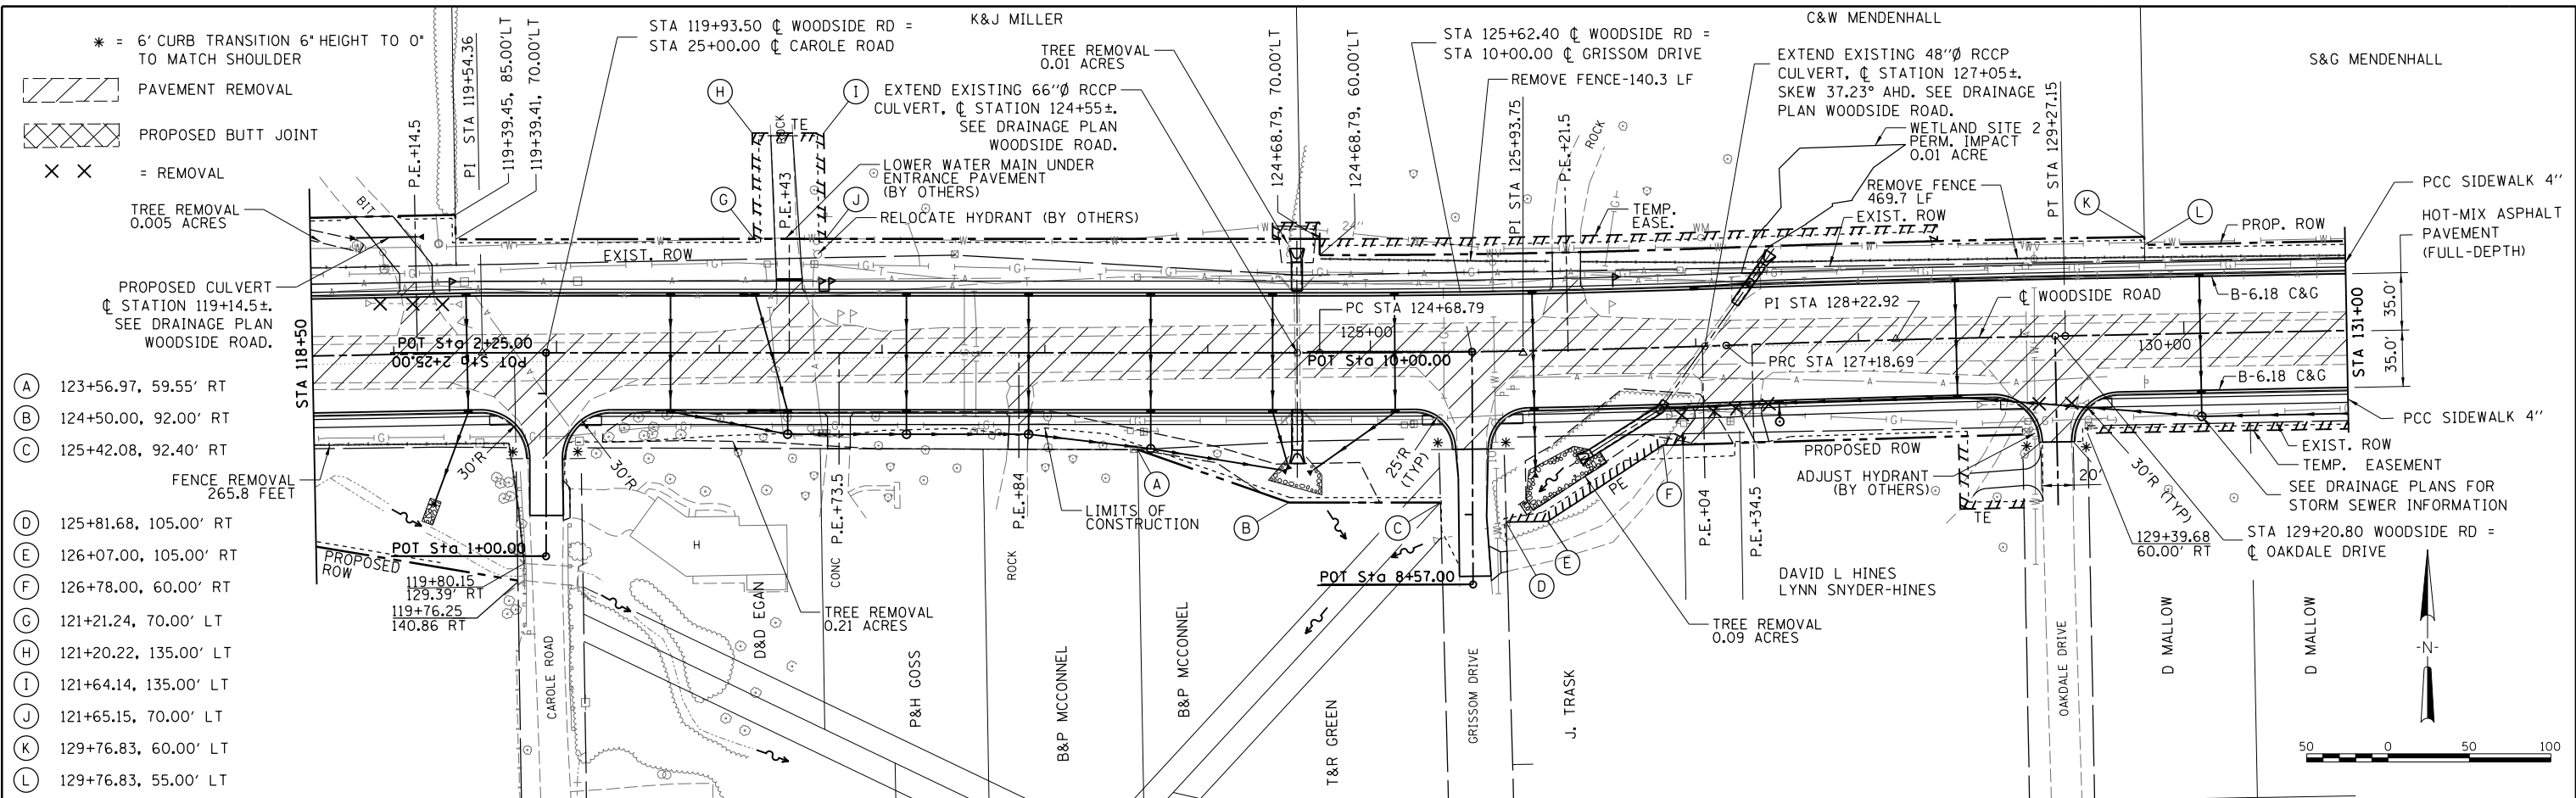 * = 6' CURB TRANSITION 6" HEIGHT TO 0"
TO MATCH SHOULDER
PAVEMENT REMOVAL
PROPOSED BUTT JOINT
= REMOVAL
TREE REMOVAL
0.005 ACRES
BIT
P.E.+14.5
PI STA 119+54.36
119+39.45, 85.00'LT
119+39.41, 70.00'LT
STA 119+93.50 ℄ WOODSIDE RD =
STA 25+00.00 ℄ CAROLE ROAD
K&J MILLER
TREE REMOVAL
0.01 ACRES
H
I
ROCK
TE
EXTEND EXISTING 66"Ø RCCP
CULVERT, ℄ STATION 124+55±.
SEE DRAINAGE PLAN
WOODSIDE ROAD.
LOWER WATER MAIN UNDER
ENTRANCE PAVEMENT
(BY OTHERS)
G
P.E.+43
J
RELOCATE HYDRANT (BY OTHERS)
124+68.79, 70.00'LT
124+68.79, 60.00'LT
24"
STA 125+62.40 ℄ WOODSIDE RD =
STA 10+00.00 ℄ GRISSOM DRIVE
REMOVE FENCE-140.3 LF
PI STA 125+93.75
P.E.+21.5
ROCK
TEMP.
EASE.
C&W MENDENHALL
EXTEND EXISTING 48"Ø RCCP
CULVERT, ℄ STATION 127+05±.
SKEW 37.23° AHD. SEE DRAINAGE
PLAN WOODSIDE ROAD.
WETLAND SITE 2
PERM. IMPACT
0.01 ACRE
REMOVE FENCE
469.7 LF
EXIST. ROW
PT STA 129+27.15
K
L
S&G MENDENHALL
PROP. ROW
PCC SIDEWALK 4"
HOT-MIX ASPHALT
PAVEMENT
(FULL-DEPTH)
EXIST. ROW
PROPOSED CULVERT
℄ STATION 119+14.5±.
SEE DRAINAGE PLAN
WOODSIDE ROAD.
STA 118+50
POT Sta 2+25.00
POT Sta 2+25.00
PC STA 124+68.79
125+00
POT Sta 10+00.00
PI STA 128+22.92
℄ WOODSIDE ROAD
PRC STA 127+18.69
130+00
B-6.18 C&G
B-6.18 C&G
35.0'
35.0'
STA 131+00
PCC SIDEWALK 4"
A 123+56.97, 59.55' RT
B 124+50.00, 92.00' RT
C 125+42.08, 92.40' RT
FENCE REMOVAL
265.8 FEET
D 125+81.68, 105.00' RT
E 126+07.00, 105.00' RT
F 126+78.00, 60.00' RT
G 121+21.24, 70.00' LT
H 121+20.22, 135.00' LT
I 121+64.14, 135.00' LT
J 121+65.15, 70.00' LT
K 129+76.83, 60.00' LT
L 129+76.83, 55.00' LT
30'R
30'R
POT Sta 1+00.00
PROPOSED
ROW
119+80.15
129.39' RT
119+76.25
140.86 RT
CAROLE ROAD
H
D&D EGAN
TREE REMOVAL
0.21 ACRES
CONC
P.E.+73.5
P&H GOSS
ROCK
P.E.+84
B&P MCCONNEL
LIMITS OF
CONSTRUCTION
A
B
C
B&P MCCONNEL
25'R
(TYP)
POT Sta 8+57.00
T&R GREEN
GRISSOM DRIVE
D
E
F
PE
J. TRASK
TREE REMOVAL
0.09 ACRES
P.E.+04
P.E.+34.5
PROPOSED ROW
ADJUST HYDRANT
(BY OTHERS)
TE
DAVID L HINES
LYNN SNYDER-HINES
20'
30'R (TYP)
129+39.68
60.00' RT
EXIST. ROW
TEMP. EASEMENT
SEE DRAINAGE PLANS FOR
STORM SEWER INFORMATION
STA 129+20.80 WOODSIDE RD =
℄ OAKDALE DRIVE
OAKDALE DRIVE
D MALLOW
D MALLOW
-N-
50 0 50 100